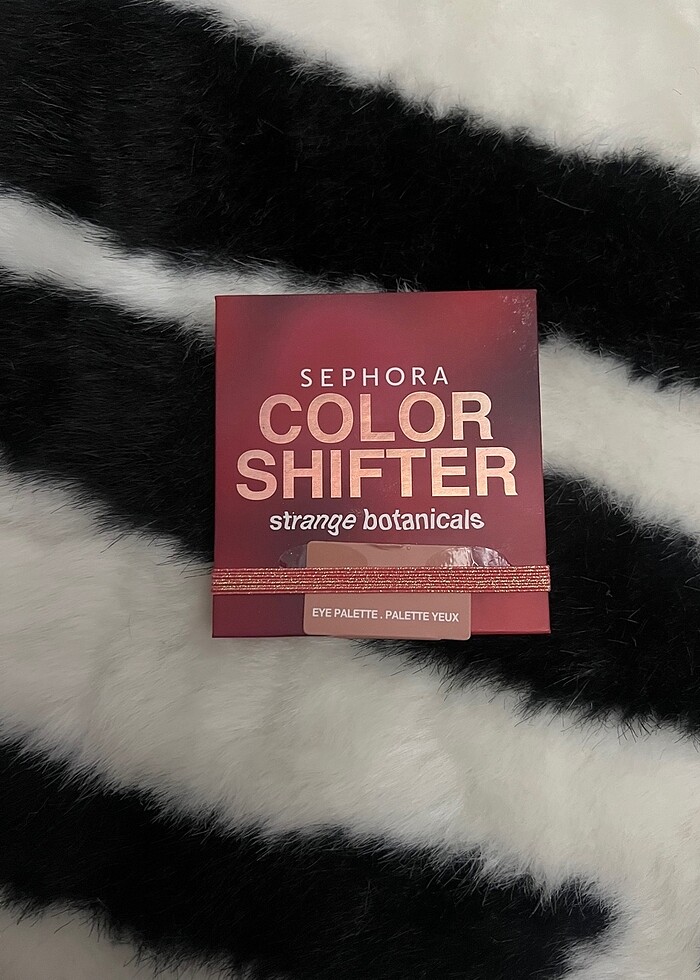 SEPHORA
COLOR
SHIFTER
strange botanicals
EYE PALETTE . PALETTE YEUX